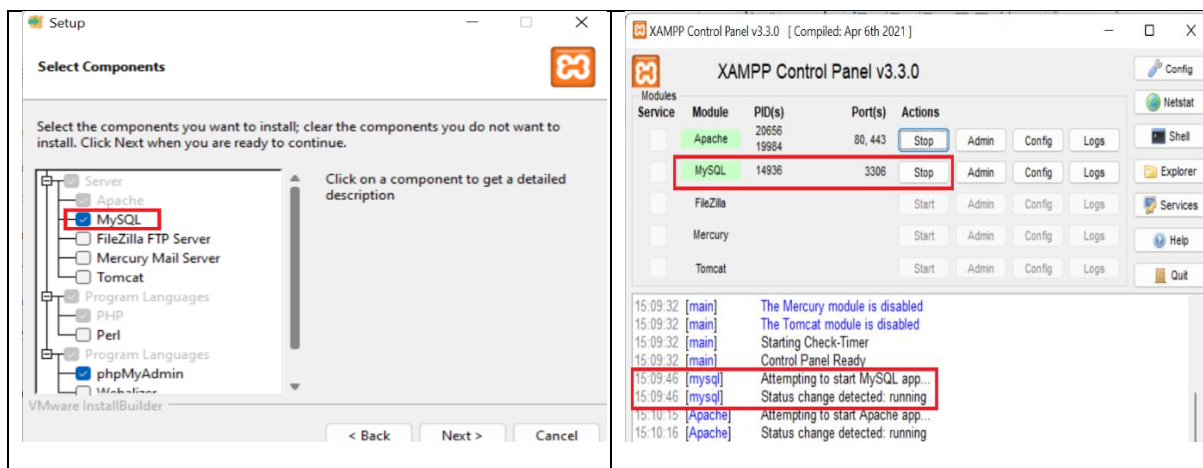 Setup
Select Components
Select the components you want to install; clear the components you do not want to
install. Click Next when you are ready to continue.
Server
Apache
MySQL
FileZilla FTP Server
Mercury Mail Server
Tomcat
Program Languages
PHP
Perl
Program Languages
phpMyAdmin
Webalizer
Click on a component to get a detailed
description
VMware InstallBuilder
< Back Next > Cancel
XAMPP Control Panel v3.3.0 [ Compiled: Apr 6th 2021 ]
XAMPP Control Panel v3.3.0
Modules
Service Module PID(s) Port(s) Actions
Apache 20656 19984 80, 443 Stop Admin Config Logs
MySQL 14936 3306 Stop Admin Config Logs
FileZilla Start Admin Config Logs
Mercury Start Admin Config Logs
Tomcat Start Admin Config Logs
Config
Netstat
Shell
Explorer
Services
Help
Quit
15:09:32 [main] The Mercury module is disabled
15:09:32 [main] The Tomcat module is disabled
15:09:32 [main] Starting Check-Timer
15:09:32 [main] Control Panel Ready
15:09:46 [mysql] Attempting to start MySQL app...
15:09:46 [mysql] Status change detected: running
15:10:15 [Apache] Attempting to start Apache app...
15:10:16 [Apache] Status change detected: running